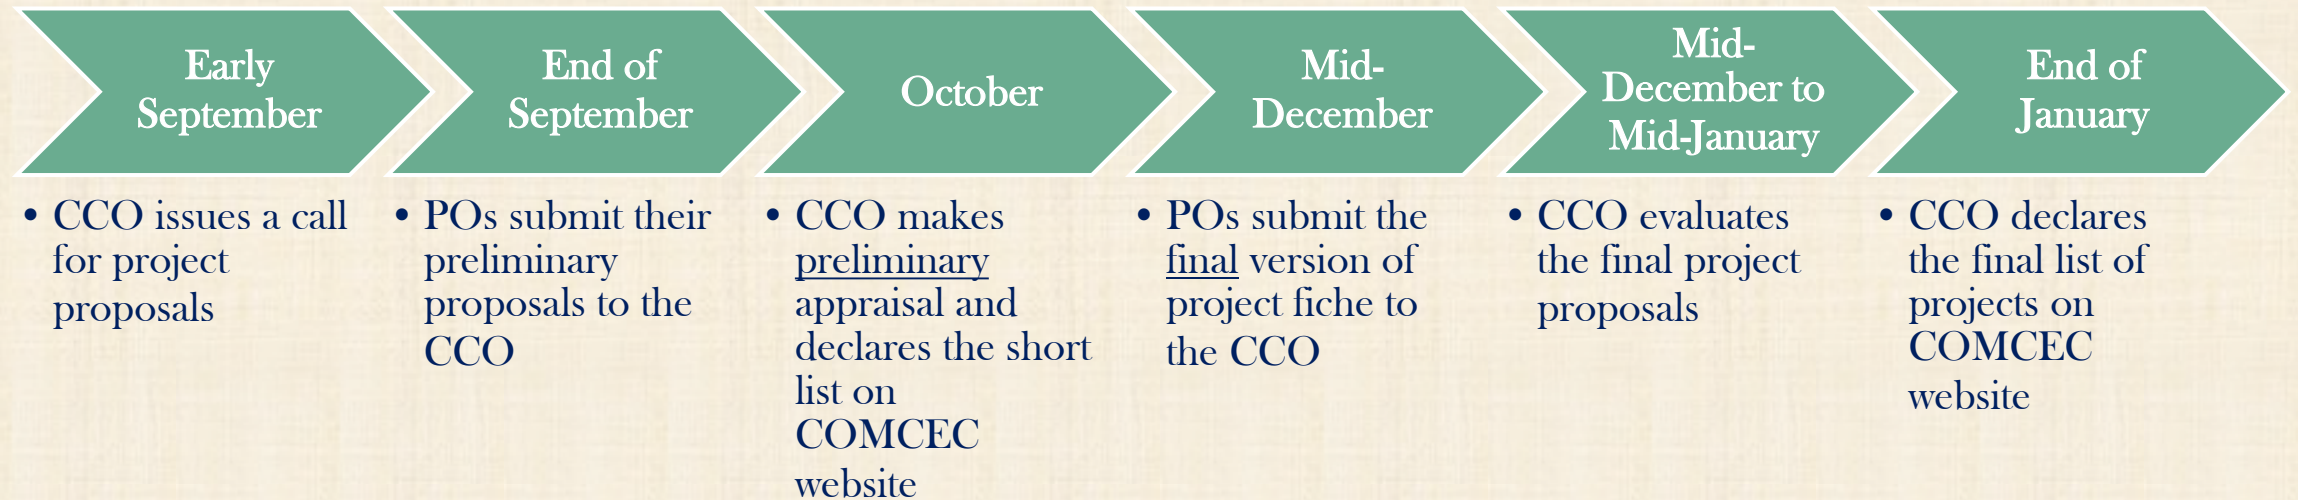 Early
September
• CCO issues a call
for project
proposals
End of
September
• POs submit their
preliminary
proposals to the
CCO
October
• CCO makes
preliminary
appraisal and
declares the short
list on
COMCEC
website
Mid-
December
• POs submit the
final version of
project fiche to
the CCO
Mid-
December to
Mid-January
• CCO evaluates
the final project
proposals
End of
January
• CCO declares
the final list of
projects on
COMCEC
website